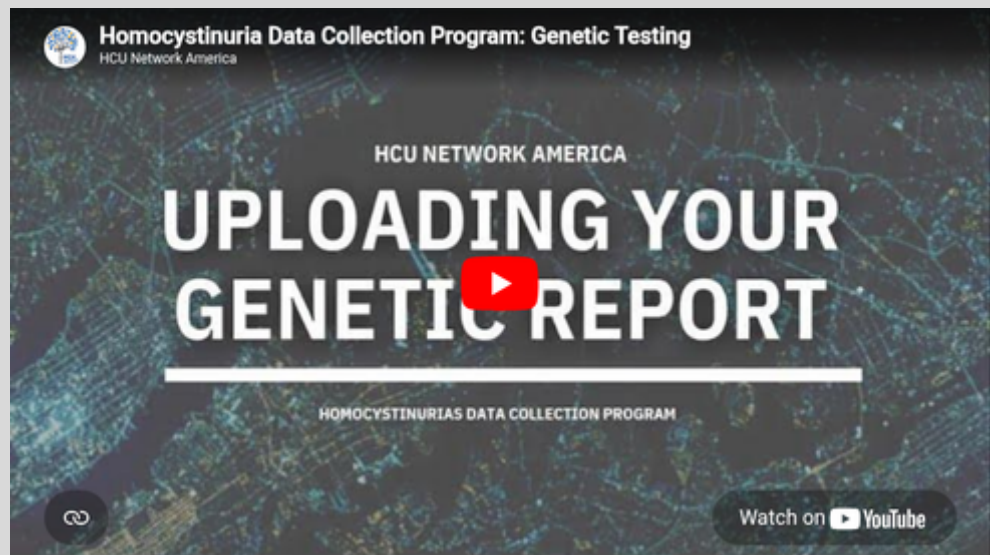 Homocystinuria Data Collection Program: Genetic Testing
HCU Network America
HCU NETWORK AMERICA
UPLOADING YOUR
GENETIC REPORT
HOMOCYSTINURIAS DATA COLLECTION PROGRAM
Watch on YouTube